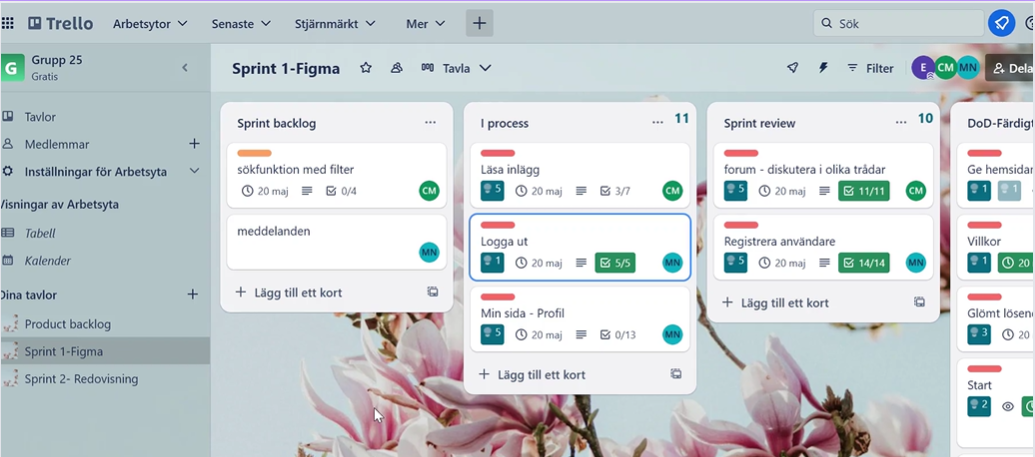 Trello
Arbetsytor
Senaste
Stjärnmärkt
Mer
+
Sök
G
Grupp 25
Gratis
Sprint 1-Figma
Tavla
Filter
E
CM
MN
Dela
Tavlor
Medlemmar
Inställningar för Arbetsyta
Visningar av Arbetsyta
Tabell
Kalender
Dina tavlor
Product backlog
Sprint 1-Figma
Sprint 2- Redovisning
Sprint backlog
sökfunktion med filter
20 maj 0/4 CM
meddelanden
MN
+ Lägg till ett kort
I process 11
Läsa inlägg
5 20 maj 3/7 CM
Logga ut
1 20 maj 5/5 MN
Min sida - Profil
5 20 maj 0/13 MN
+ Lägg till ett kort
Sprint review 10
forum - diskutera i olika trådar
5 20 maj 11/11 CM
Registrera användare
5 20 maj 14/14 MN
+ Lägg till ett kort
DoD-Färdigt
Ge hemsidan
1 1
Villkor
1 20
Glömt lösen
3 20
Start
2